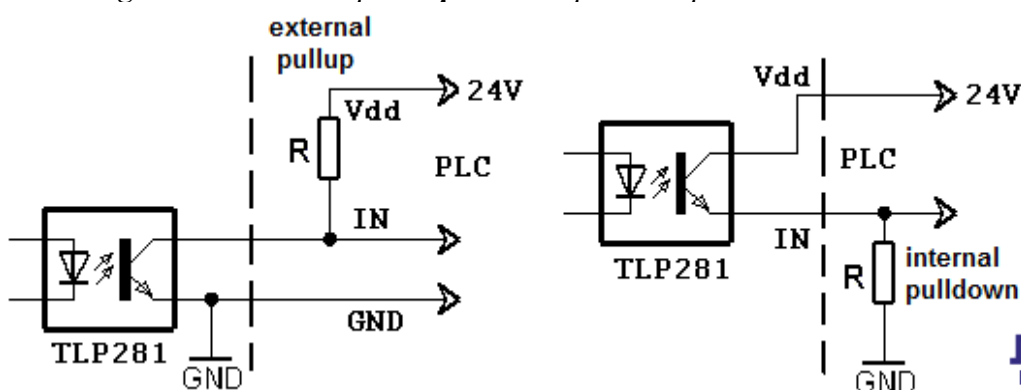 external
pullup
Vdd
24V
R
PLC
IN
GND
TLP281
GND
Vdd
24V
PLC
IN
TLP281
R
internal
pulldown
GND